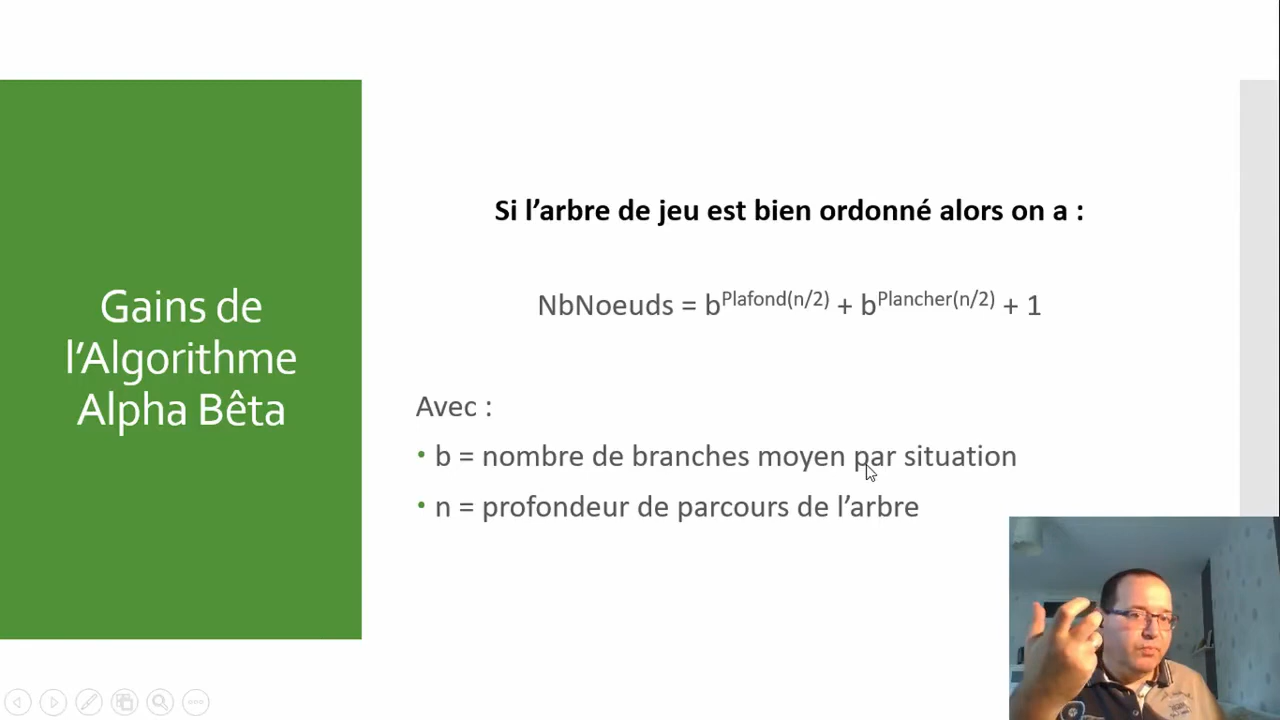 Gains de
l'Algorithme
Alpha Bêta
Si l'arbre de jeu est bien ordonné alors on a :
NbNoeuds = b^Plafond(n/2) + b^Plancher(n/2) + 1
Avec :
• b = nombre de branches moyen par situation
• n = profondeur de parcours de l'arbre